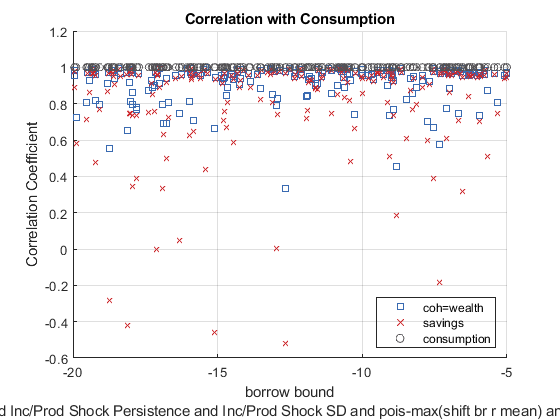 Correlation with Consumption
1.2
1
0.8
0.6
0.4
0.2
0
-0.2
-0.4
-0.6
Correlation Coefficient
coh=wealth
savings
consumption
-20
-15
-10
-5
borrow bound
d Inc/Prod Shock Persistence and Inc/Prod Shock SD and pois-max(shift br r mean) an